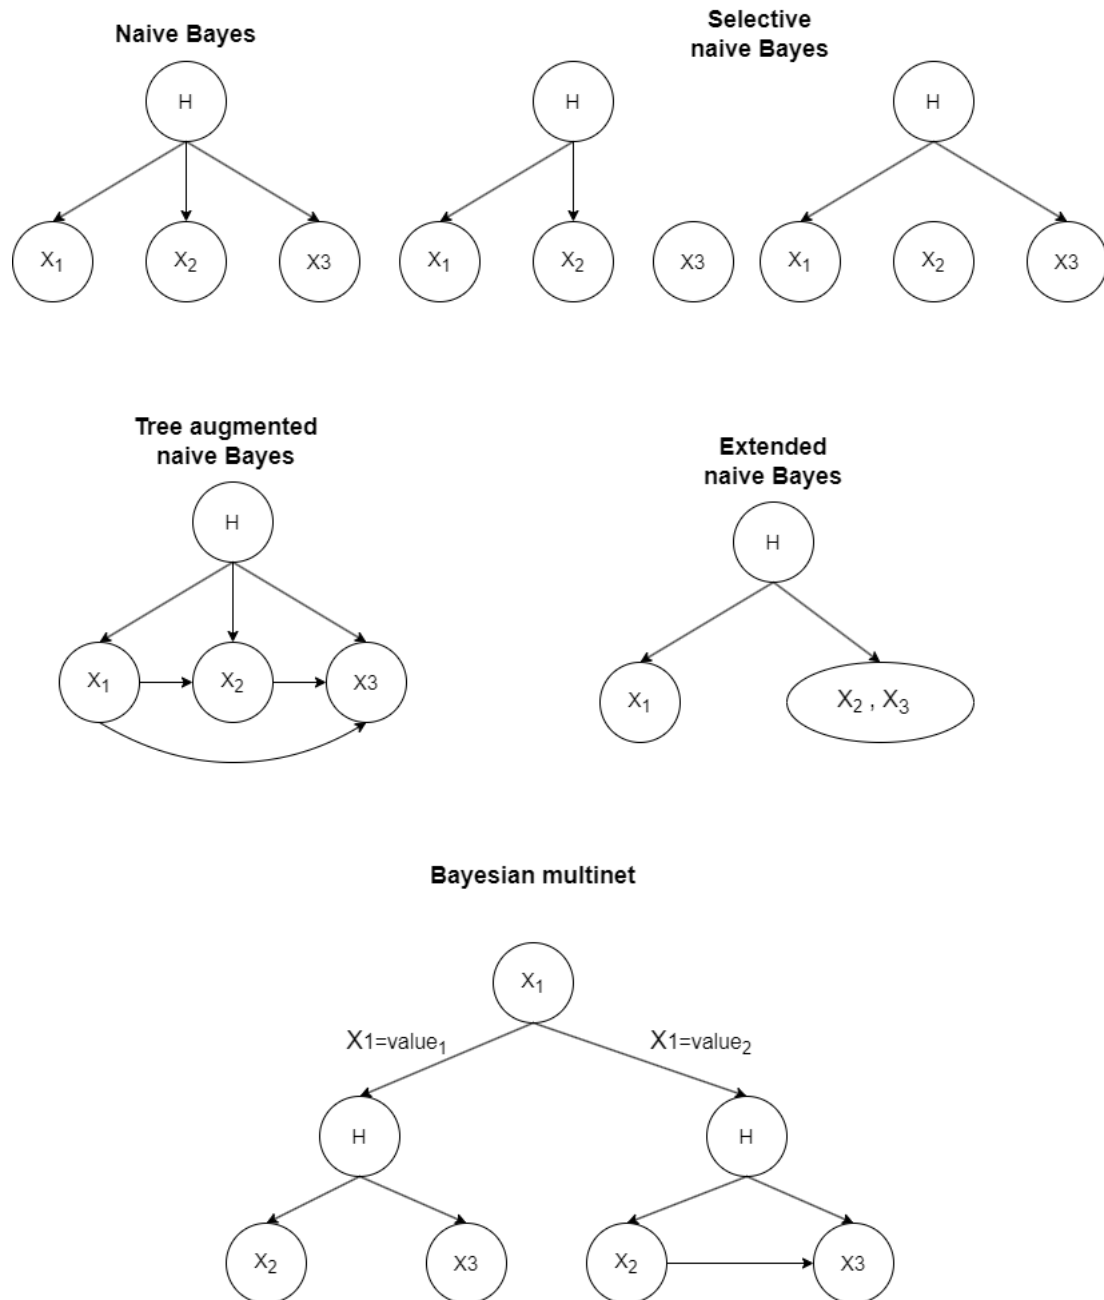 Naive Bayes
Selective
naive Bayes
H
H
H
X₁
X₂
X3
X₁
X₂
X3
X₁
X₂
X3
Tree augmented
naive Bayes
Extended
naive Bayes
H
H
X₁
X₂
X3
X₁
X₂ , X₃
Bayesian multinet
X₁
X1=value₁
X1=value₂
H
H
X₂
X3
X₂
X3